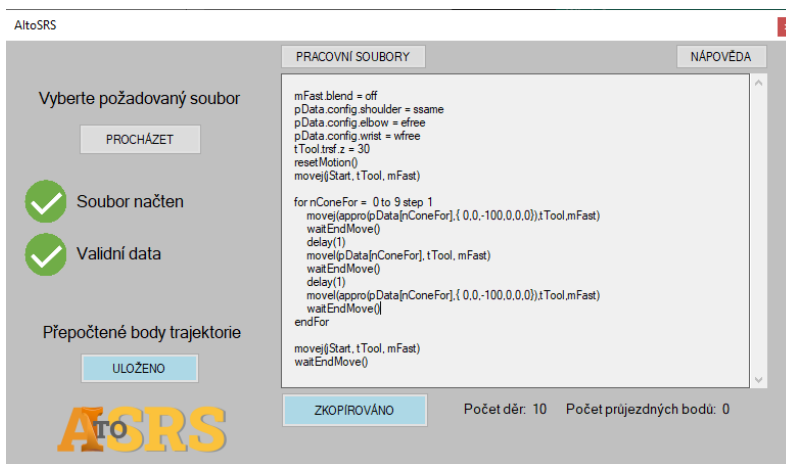 AltoSRS
PRACOVNÍ SOUBORY
NÁPOVĚDA
Vyberte požadovaný soubor
PROCHÁZET
Soubor načten
Validní data
Přepočtené body trajektorie
ULOŽENO
ATOSRS
mFast.blend = off
pData.config.shoulder = ssame
pData.config.elbow = efree
pData.config.wrist = wfree
tTool.trsf.z = 30
resetMotion()
movej(jStart, tTool, mFast)
for nConeFor =  0 to 9 step 1
movej(appro(pData[nConeFor],{ 0,0,-100,0,0,0}),tTool,mFast)
waitEndMove()
delay(1)
movel(pData[nConeFor], tTool, mFast)
waitEndMove()
delay(1)
movel(appro(pData[nConeFor],{ 0,0,-100,0,0,0}),tTool,mFast)
waitEndMove()
endFor
movej(jStart, tTool, mFast)
waitEndMove()
ZKOPÍROVÁNO
Počet děr: 10
Počet průjezdných bodů: 0